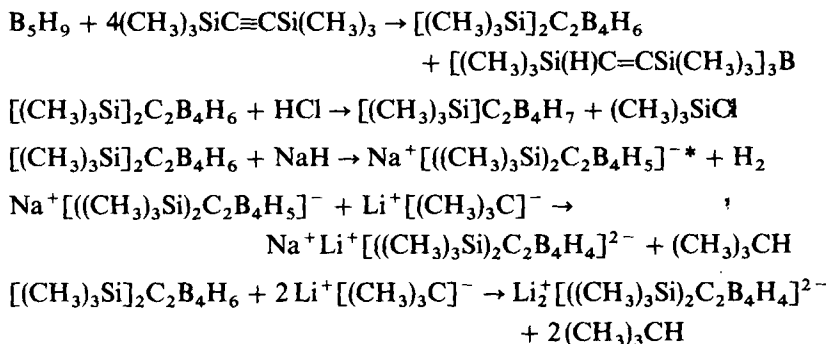 B₅H₉ + 4(CH₃)₃SiC≡CSi(CH₃)₃ → [(CH₃)₃Si]₂C₂B₄H₆
+ [(CH₃)₃Si(H)C=CSi(CH₃)₃]₃B
[(CH₃)₃Si]₂C₂B₄H₆ + HCl → [(CH₃)₃Si]C₂B₄H₇ + (CH₃)₃SiCl
[(CH₃)₃Si]₂C₂B₄H₆ + NaH → Na⁺[((CH₃)₃Si)₂C₂B₄H₅]⁻* + H₂
Na⁺[((CH₃)₃Si)₂C₂B₄H₅]⁻ + Li⁺[(CH₃)₃C]⁻ →
Na⁺Li⁺[((CH₃)₃Si)₂C₂B₄H₄]²⁻ + (CH₃)₃CH
[(CH₃)₃Si]₂C₂B₄H₆ + 2 Li⁺[(CH₃)₃C]⁻ → Li₂⁺[((CH₃)₃Si)₂C₂B₄H₄]²⁻
+ 2(CH₃)₃CH